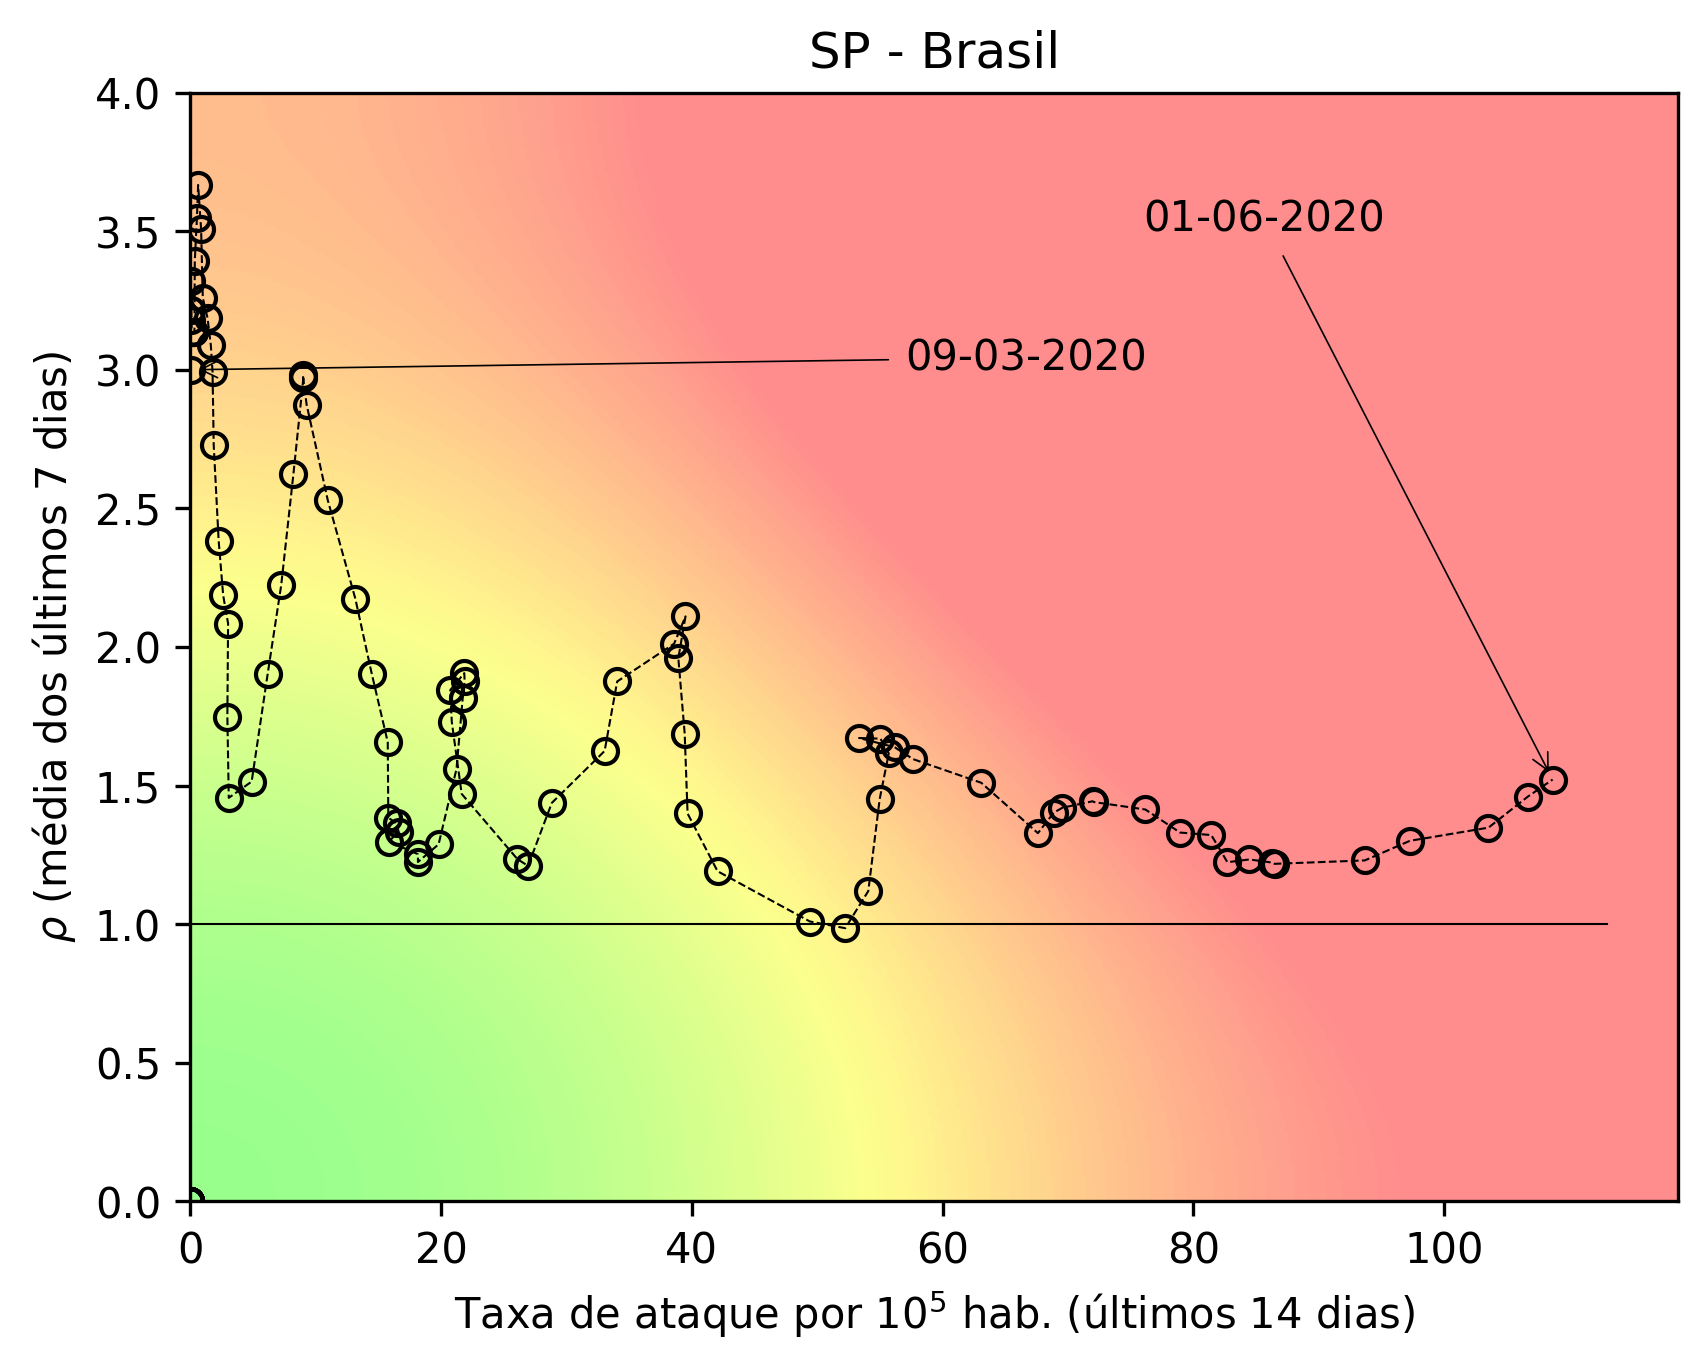 SP - Brasil
4.0
3.5
3.0
2.5
2.0
1.5
1.0
0.5
0.0
ρ (média dos últimos 7 dias)
01-06-2020
09-03-2020
0 20 40 60 80 100
Taxa de ataque por 10⁵ hab. (últimos 14 dias)